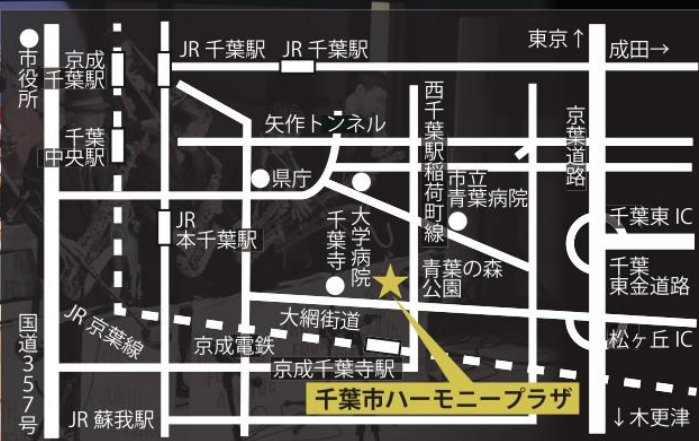 市役所
京成
千葉駅
JR 千葉駅
JR 千葉駅
東京↑
成田→
千葉
中央駅
矢作トンネル
西千葉駅稲荷町線
京葉道路
県庁
大学病院
市立
青葉病院
千葉東 IC
JR
本千葉駅
千葉寺
青葉の森
公園
千葉
東金道路
国道357号
JR 京葉線
大網街道
京成電鉄
京成千葉寺駅
松ヶ丘 IC
千葉市ハーモニープラザ
JR 蘇我駅
↓木更津